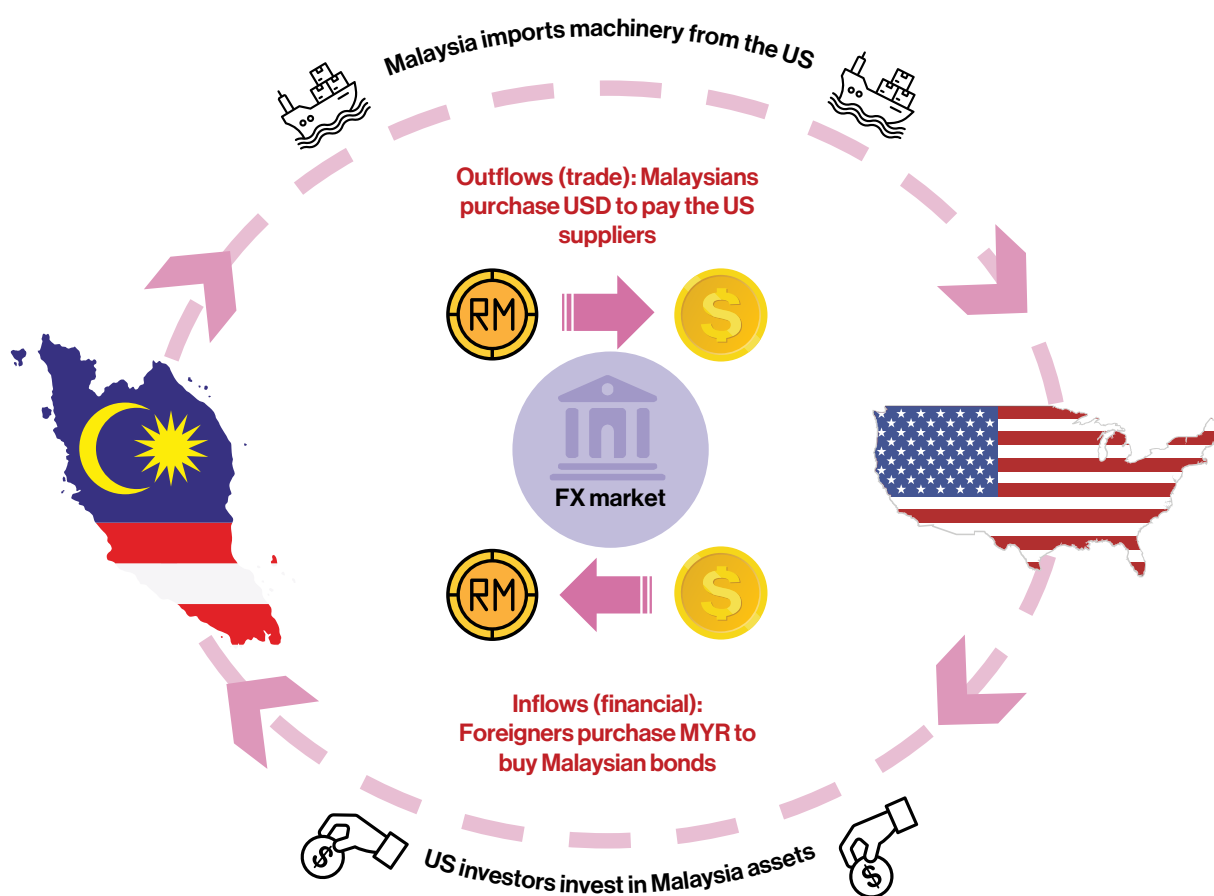 Malaysia imports machinery from the US
Outflows (trade): Malaysians
purchase USD to pay the US
suppliers
RM
$
FX market
RM
$
Inflows (financial):
Foreigners purchase MYR to
buy Malaysian bonds
$
$
US investors invest in Malaysia assets